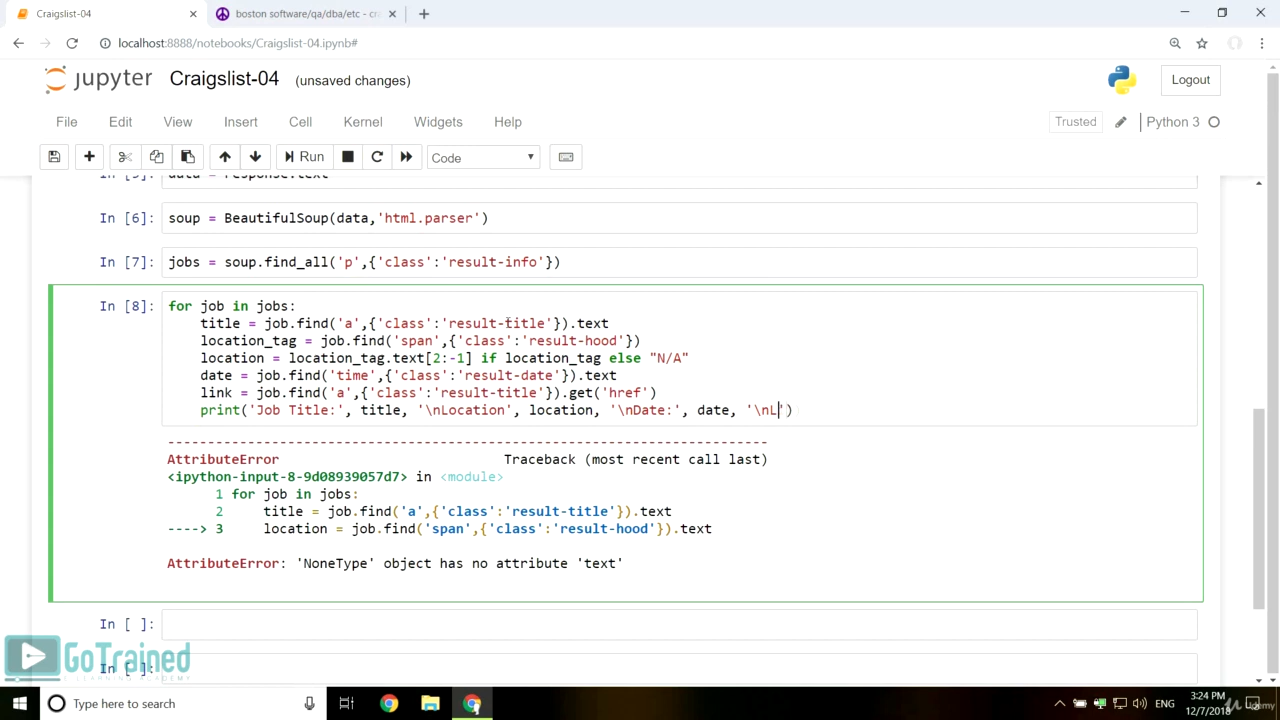 Craigslist-04
boston software/qa/dba/etc - cr
localhost:8888/notebooks/Craigslist-04.ipynb#
jupyter Craigslist-04 (unsaved changes)
Logout
File Edit View Insert Cell Kernel Widgets Help
Trusted Python 3
Run Code
In [5]: data = response.text
In [6]: soup = BeautifulSoup(data,'html.parser')
In [7]: jobs = soup.find_all('p',{'class':'result-info'})
In [8]: for job in jobs:
title = job.find('a',{'class':'result-title'}).text
location_tag = job.find('span',{'class':'result-hood'})
location = location_tag.text[2:-1] if location_tag else "N/A"
date = job.find('time',{'class':'result-date'}).text
link = job.find('a',{'class':'result-title'}).get('href')
print('Job Title:', title, '\nLocation', location, '\nDate:', date, '\nL')
---------------------------------------------------------------------------
AttributeError Traceback (most recent call last)
<ipython-input-8-9d08939057d7> in <module>
1 for job in jobs:
2 title = job.find('a',{'class':'result-title'}).text
----> 3 location = job.find('span',{'class':'result-hood'}).text
AttributeError: 'NoneType' object has no attribute 'text'
In [ ]:
In [ ]:
GoTrained
Type here to search
ENG
3:24 PM
12/7/2018
Udemy